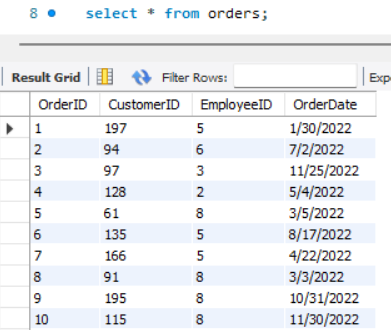 8 select * from orders;
Result Grid Filter Rows: Exp
OrderID CustomerID EmployeeID OrderDate
1 197 5 1/30/2022
2 94 6 7/2/2022
3 97 3 11/25/2022
4 128 2 5/4/2022
5 61 8 3/5/2022
6 135 5 8/17/2022
7 166 5 4/22/2022
8 91 8 3/3/2022
9 195 8 10/31/2022
10 115 8 11/30/2022